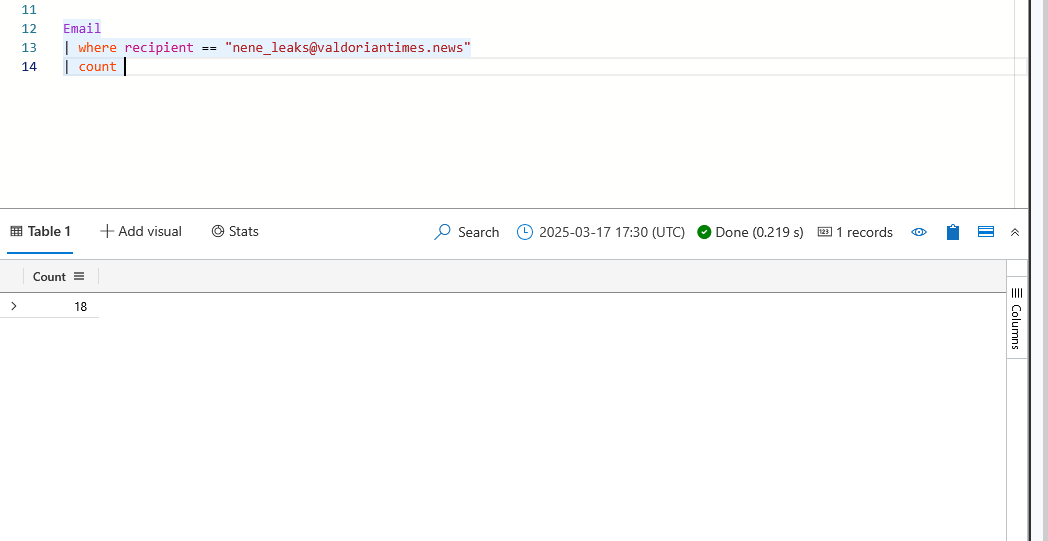 11
12 Email
13 | where recipient == "nene_leaks@valdoriantimes.news"
14 | count
Table 1 Add visual Stats Search 2025-03-17 17:30 (UTC) Done (0.219 s) 123 1 records
Count
18
Columns